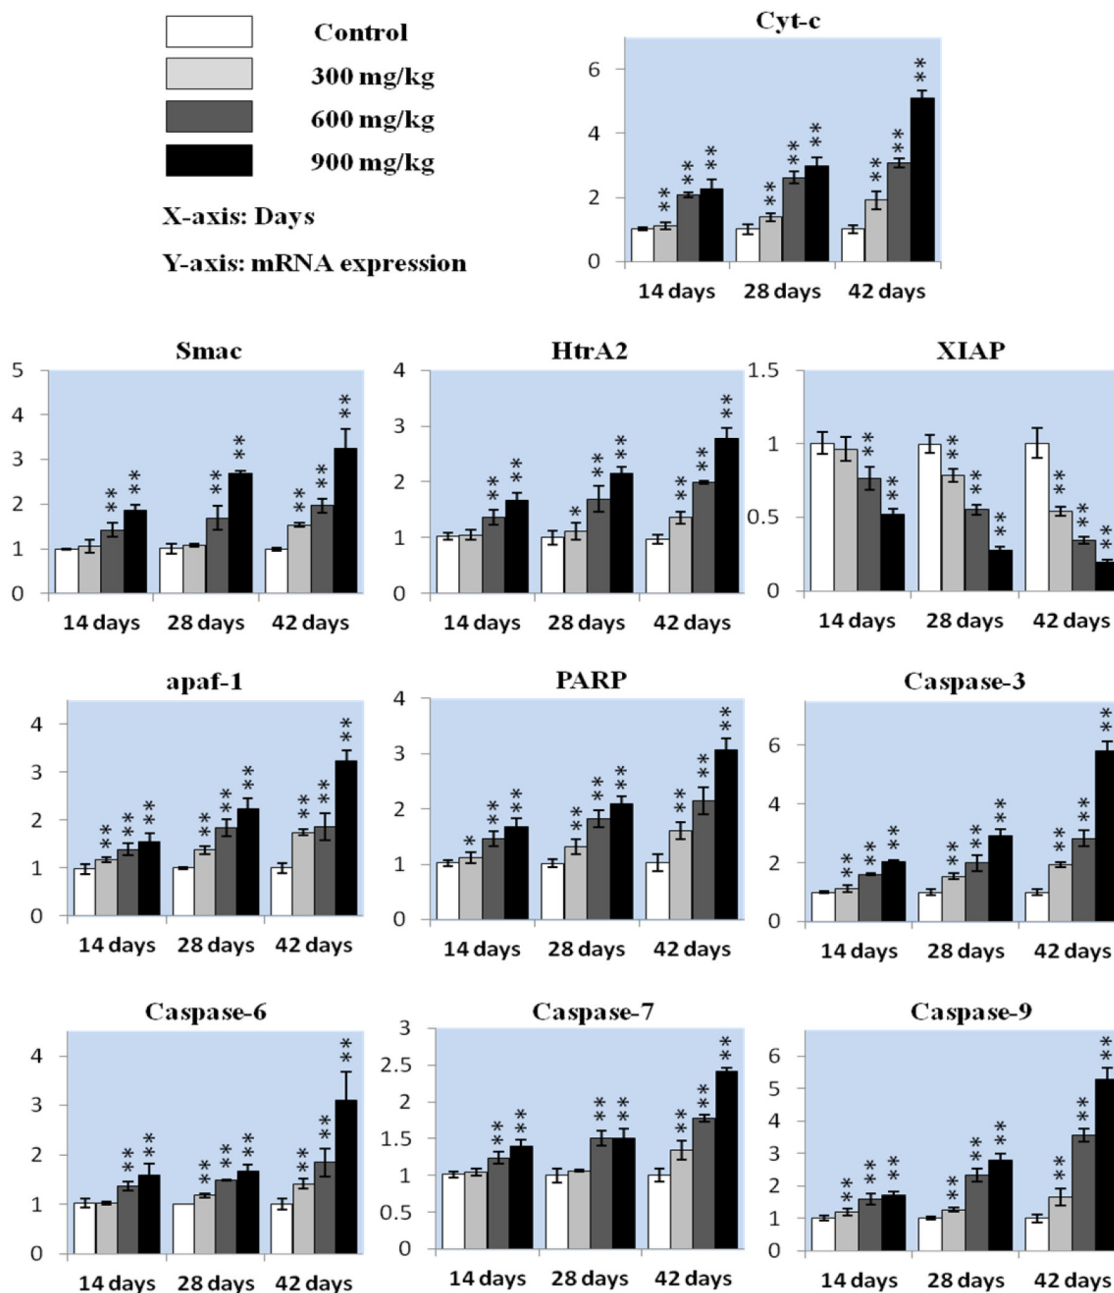 Control
300 mg/kg
600 mg/kg
900 mg/kg
X-axis: Days
Y-axis: mRNA expression
Cyt-c
6
4
2
0
** ** ** ** ** ** ** ** **
14 days 28 days 42 days
Smac
5
4
3
2
1
0
** ** ** ** ** ** **
14 days 28 days 42 days
HtrA2
4
3
2
1
0
** ** * ** ** ** ** **
14 days 28 days 42 days
XIAP
1.5
1
0.5
0
** ** ** ** ** ** ** **
14 days 28 days 42 days
apaf-1
4
3
2
1
0
** ** ** ** ** ** ** ** **
14 days 28 days 42 days
PARP
4
3
2
1
0
* ** ** ** ** ** ** ** **
14 days 28 days 42 days
Caspase-3
6
4
2
0
** ** ** ** ** ** ** ** **
14 days 28 days 42 days
Caspase-6
4
3
2
1
0
** ** ** ** ** ** ** **
14 days 28 days 42 days
Caspase-7
3
2.5
2
1.5
1
0.5
0
** ** ** ** ** ** **
14 days 28 days 42 days
Caspase-9
6
5
4
3
2
1
0
** ** ** ** ** ** ** ** **
14 days 28 days 42 days